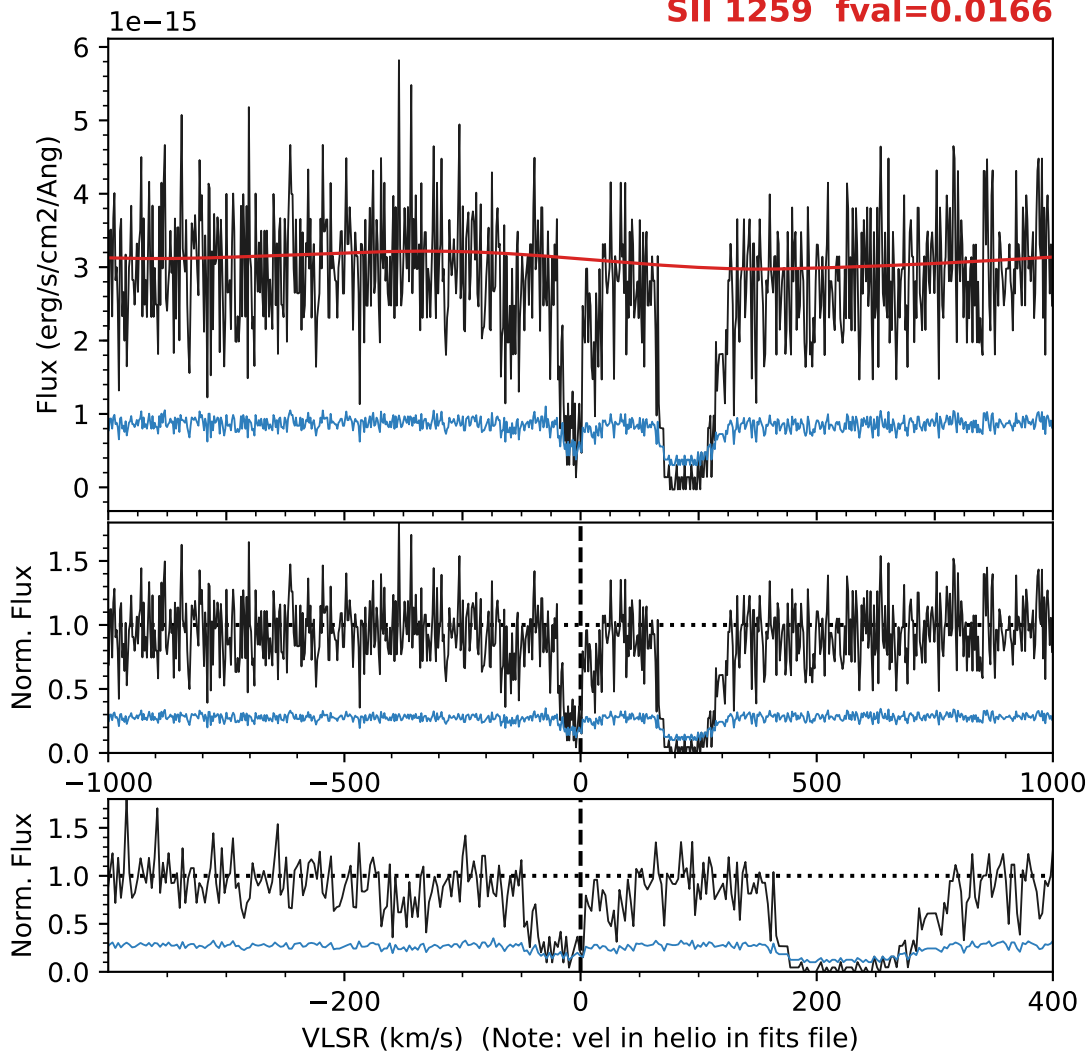 SII 1259 fval=0.0166
1e−15
6
5
4
3
2
1
0
Flux (erg/s/cm2/Ang)
1.5
1.0
0.5
0.0
Norm. Flux
−1000 −500 0 500 1000
1.5
1.0
0.5
0.0
Norm. Flux
−200 0 200 400
VLSR (km/s) (Note: vel in helio in fits file)